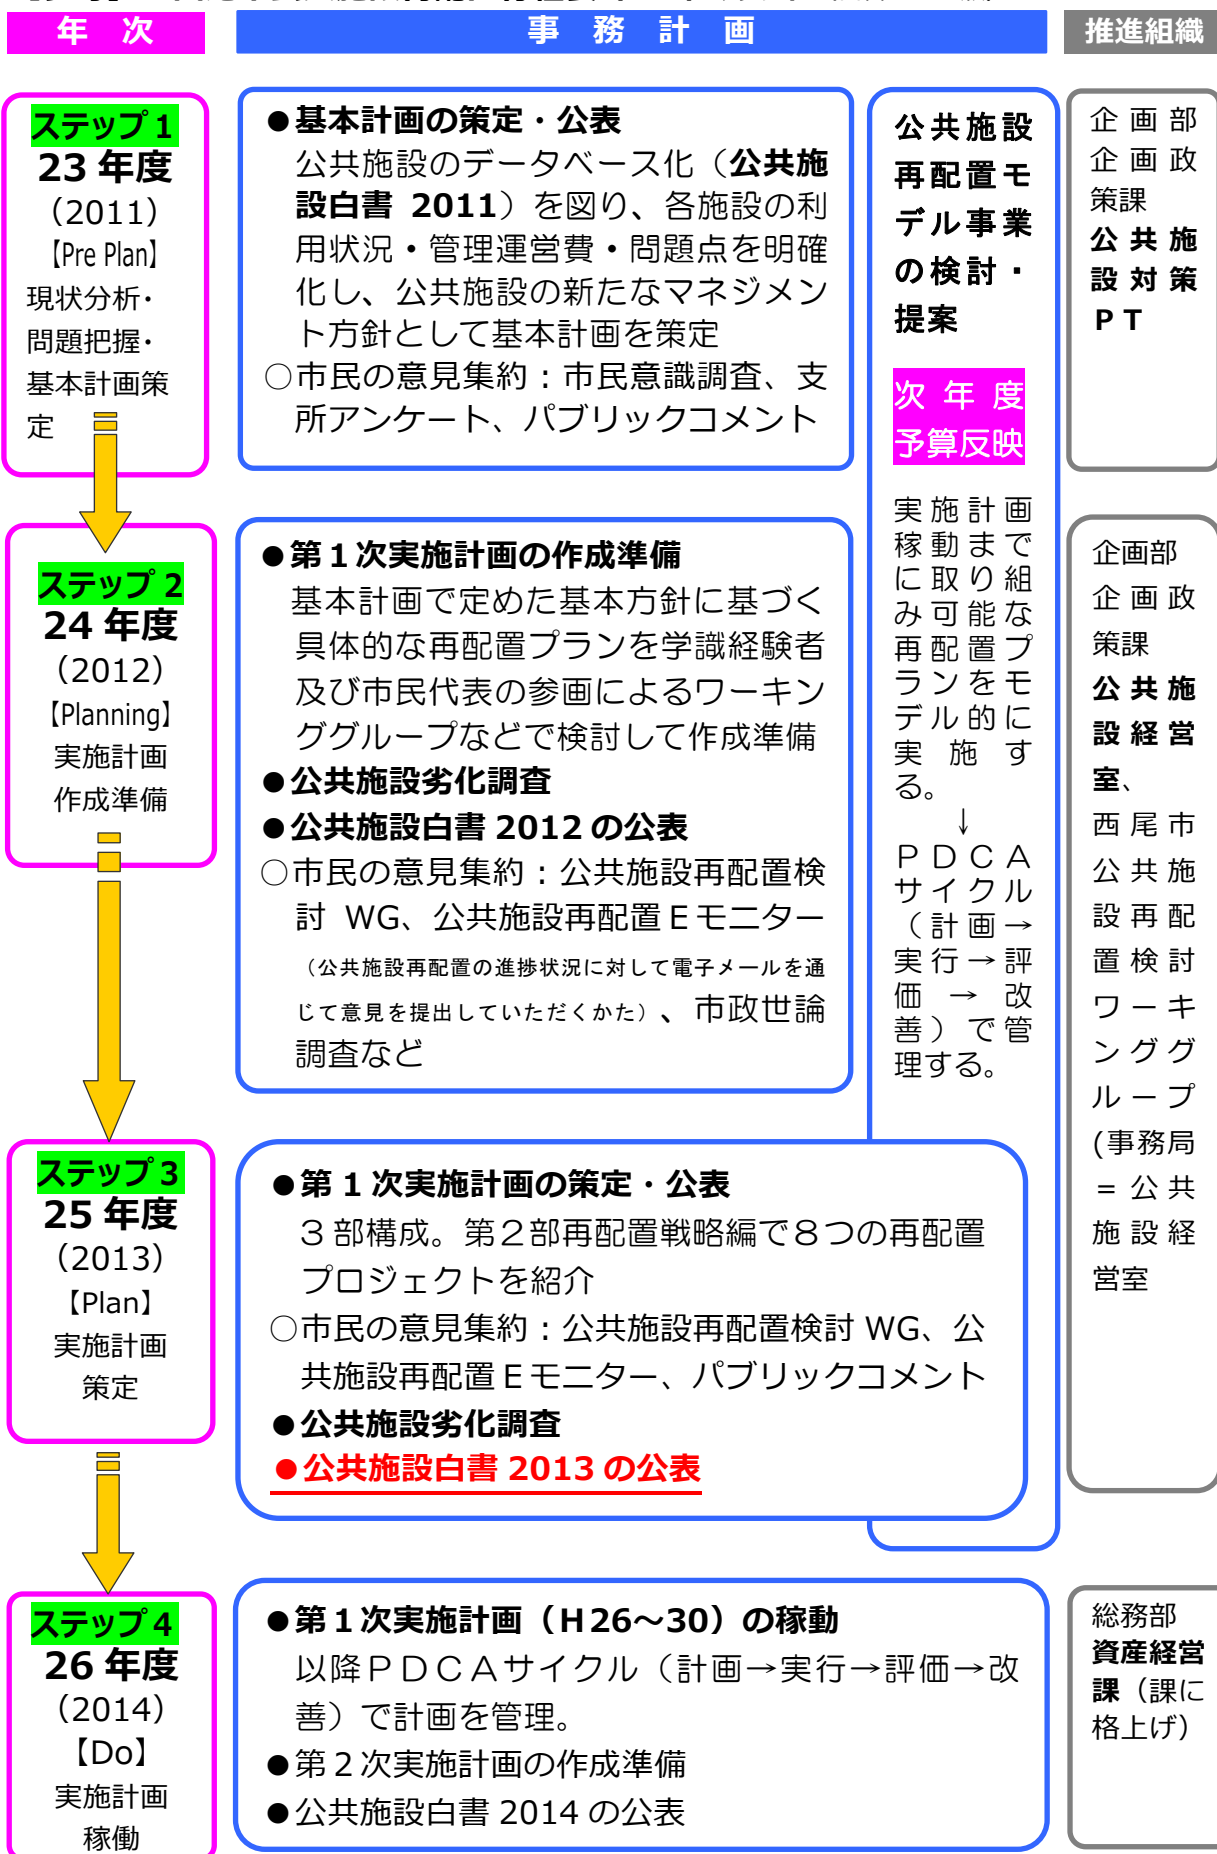 年 次
事 務 計 画
推進組織
ステップ1
23 年度
（2011）
【Pre Plan】
現状分析・
問題把握・
基本計画策
定
●基本計画の策定・公表
公共施設のデータベース化（公共施
設白書 2011）を図り、各施設の利
用状況・管理運営費・問題点を明確
化し、公共施設の新たなマネジメン
ト方針として基本計画を策定
○市民の意見集約：市民意識調査、支
所アンケート、パブリックコメント
公共施設
再配置モ
デル事業
の検討・
提案
次 年 度
予算反映
実施計画
稼動まで
に取り組
み可能な
再配置プ
ランをモ
デル的に
実 施 す
る。
↓
ＰＤＣＡ
サイクル
（計画→
実行→評
価 → 改
善）で管
理する。
企 画 部
企 画 政
策課
公 共 施
設 対 策
ＰＴ
ステップ2
24 年度
（2012）
【Planning】
実施計画
作成準備
●第１次実施計画の作成準備
基本計画で定めた基本方針に基づく
具体的な再配置プランを学識経験者
及び市民代表の参画によるワーキン
ググループなどで検討して作成準備
●公共施設劣化調査
●公共施設白書 2012 の公表
○市民の意見集約：公共施設再配置検
討 WG、公共施設再配置Ｅモニター
（公共施設再配置の進捗状況に対して電子メールを通
じて意見を提出していただくかた）、市政世論
調査など
企画部
企 画 政
策課
公 共 施
設 経 営
室、
西 尾 市
公 共 施
設 再 配
置 検 討
ワ ー キ
ン グ グ
ル ー プ
(事務局
= 公 共
施 設 経
営室
ステップ3
25 年度
（2013）
【Plan】
実施計画
策定
●第１次実施計画の策定・公表
３部構成。第２部再配置戦略編で８つの再配置
プロジェクトを紹介
○市民の意見集約：公共施設再配置検討 WG、公
共施設再配置Ｅモニター、パブリックコメント
●公共施設劣化調査
●公共施設白書 2013 の公表
ステップ4
26 年度
（2014）
【Do】
実施計画
稼働
●第１次実施計画（Ｈ26～30）の稼動
以降ＰＤＣＡサイクル（計画→実行→評価→改
善）で計画を管理。
●第２次実施計画の作成準備
●公共施設白書 2014 の公表
総務部
資産経営
課（課に
格上げ）